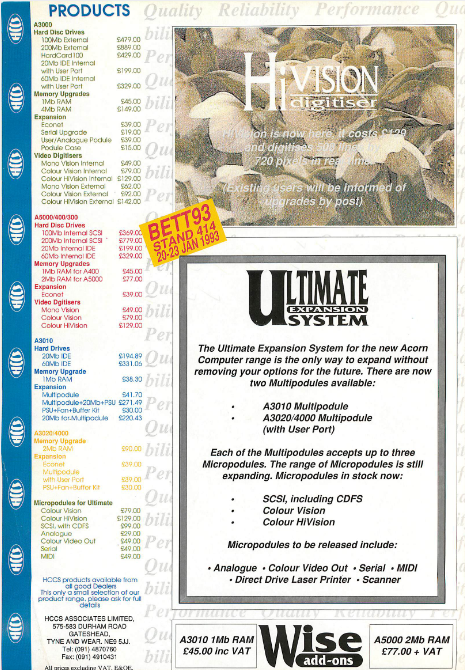 PRODUCTS
Quality Reliability Performance
A3000
Hard Disc Drives
100Mb External £479.00
200Mb External £889.00
HardCard100 £429.00
20Mb IDE Internal
with User Port £199.00
60Mb IDE Internal
with User Port £329.00
Memory Upgrades
1Mb RAM £45.00
4Mb RAM £149.00
Expansion
Econet £39.00
Serial Upgrade £19.00
User/Analogue Podule £39.00
Podule Case £15.00
Video Digitisers
Mono Vision Internal £49.00
Colour Vision Internal £79.00
Colour HiVision Internal £129.00
Mono Vision External £62.00
Colour Vision External £92.00
Colour HiVision External £142.00
A5000/400/300
Hard Disc Drives
100Mb Internal SCSI £369.00
200Mb Internal SCSI £779.00
20Mb Internal IDE £199.00
60Mb Internal IDE £329.00
Memory Upgrades
1Mb RAM for A400 £45.00
2Mb RAM for A5000 £77.00
Expansion
Econet £39.00
Video Dgitisers
Mono Vision £49.00
Colour Vision £79.00
Colour HiVision £129.00
A3010
Hard Drives
20Mb IDE £194.89
60Mb IDE £331.06
Memory Upgrade
1Mb RAM £38.30
Expansion
Multipodule £41.70
Multipodule+20Mb+PSU £271.49
PSU+Fan+Buffer Kit £30.00
20Mb for Multipodule £220.43
A3020/4000
Memory Upgrade
2Mb RAM
Expansion
Econet £39.00
Multipodule
with User Port £39.00
PSU+Fan+Buffer Kit £30.00
Micropodules for Ultimate
Colour Vision £79.00
Colour HiVision £129.00
SCSI, with CDFS £99.00
Analogue £29.00
Colour Video Out £49.00
Serial £49.00
MIDI £49.00
HCCS products available from
all good Dealers
This only a small selection of our
product range, please ask for full
details
HCCS ASSOCIATES LIMITED,
575-583 DURHAM ROAD
GATESHEAD,
TYNE AND WEAR. NE9 5JJ.
Tel: (091) 4870760
Fax: (091) 4910431
All prices excluding VAT. E&OE.
HiVISION
digitiser
HiVision is now here, it costs £129
and digitises 508 lines
720 pixels in real time.
(Existing users will be informed of
upgrades by post)
BETT93
STAND 414
20-23 JAN 1993
ULTIMATE
EXPANSION
SYSTEM
The Ultimate Expansion System for the new Acorn
Computer range is the only way to expand without
removing your options for the future. There are now
two Multipodules available:
• A3010 Multipodule
• A3020/4000 Multipodule
(with User Port)
Each of the Multipodules accepts up to three
Micropodules. The range of Micropodules is still
expanding. Micropodules in stock now:
• SCSI, including CDFS
• Colour Vision
• Colour HiVision
Micropodules to be released include:
• Analogue • Colour Video Out • Serial • MIDI
• Direct Drive Laser Printer • Scanner
A3010 1Mb RAM
£45.00 inc VAT
Wise
add-ons
A5000 2Mb RAM
£77.00 + VAT